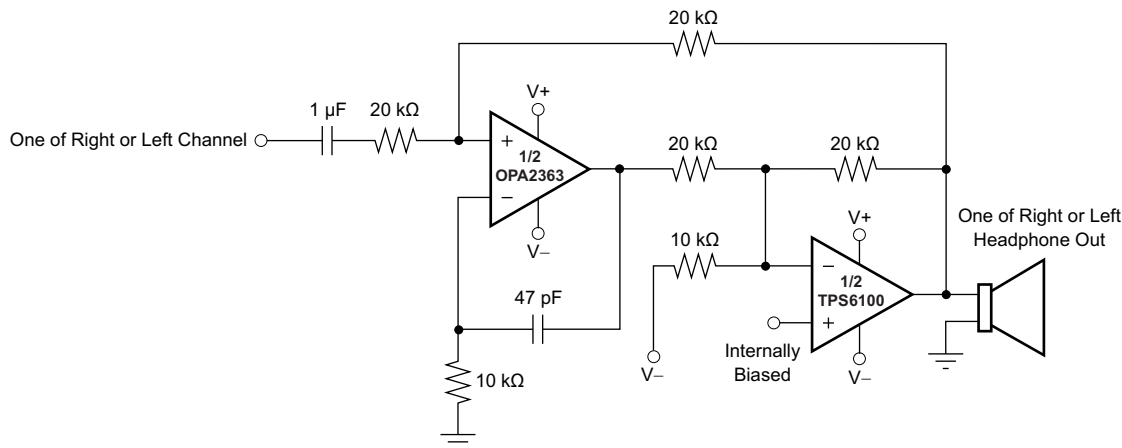 20 kΩ
1 µF
20 kΩ
One of Right or Left Channel
V+
+
1/2
OPA2363
−
V−
20 kΩ
20 kΩ
10 kΩ
V−
V+
−
1/2
TPS6100
+
V−
Internally
Biased
One of Right or Left
Headphone Out
47 pF
10 kΩ